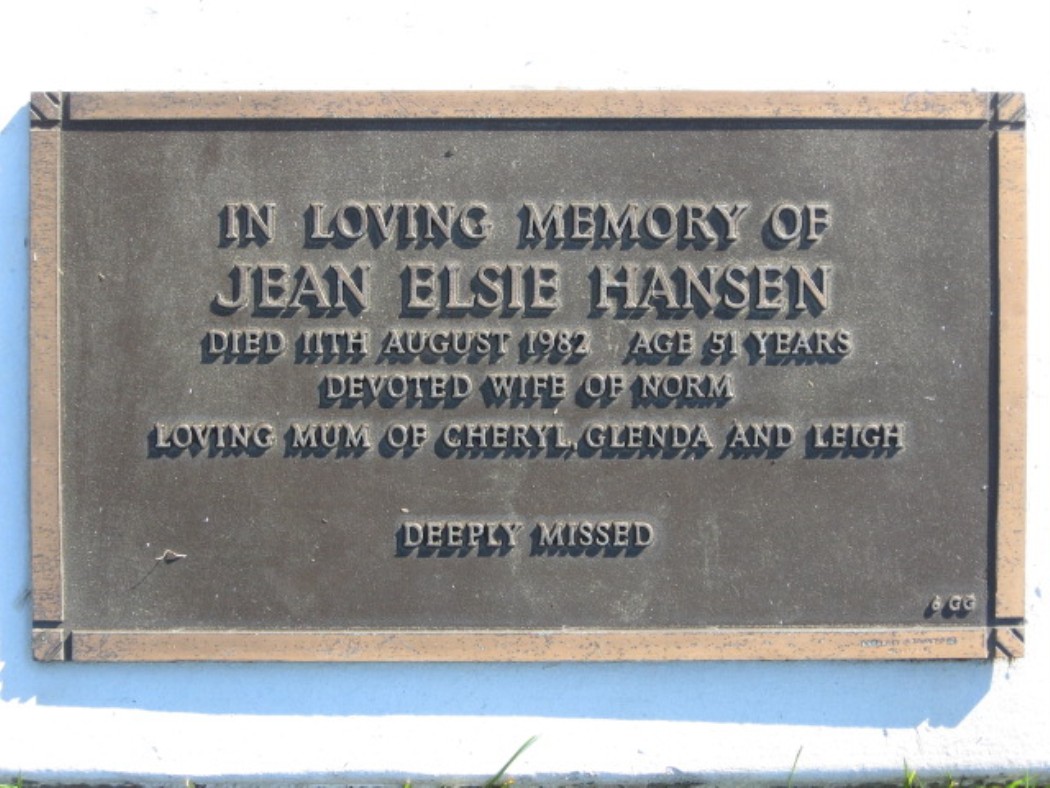 IN LOVING MEMORY OF
JEAN ELSIE HANSEN
DIED 11TH AUGUST 1982 AGE 51 YEARS
DEVOTED WIFE OF NORM
LOVING MUM OF CHERYL, GLENDA AND LEIGH
DEEPLY MISSED
6 GG